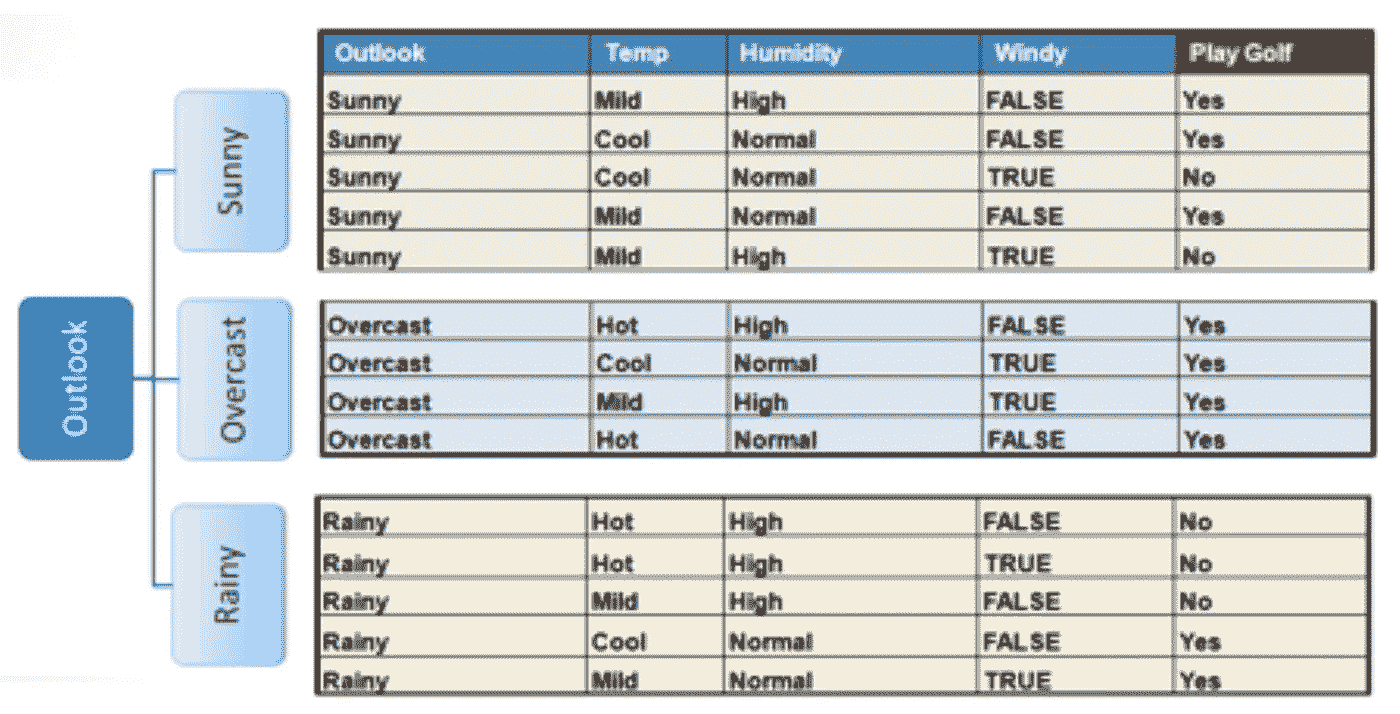 Outlook Temp Humidity Windy Play Golf
Sunny Mild High FALSE Yes
Sunny Cool Normal FALSE Yes
Sunny Cool Normal TRUE No
Sunny Mild Normal FALSE Yes
Sunny Mild High TRUE No
Sunny
Outlook
Overcast
Overcast Hot High FALSE Yes
Overcast Cool Normal TRUE Yes
Overcast Mild High TRUE Yes
Overcast Hot Normal FALSE Yes
Rainy
Rainy Hot High FALSE No
Rainy Hot High TRUE No
Rainy Mild High FALSE No
Rainy Cool Normal FALSE Yes
Rainy Mild Normal TRUE Yes